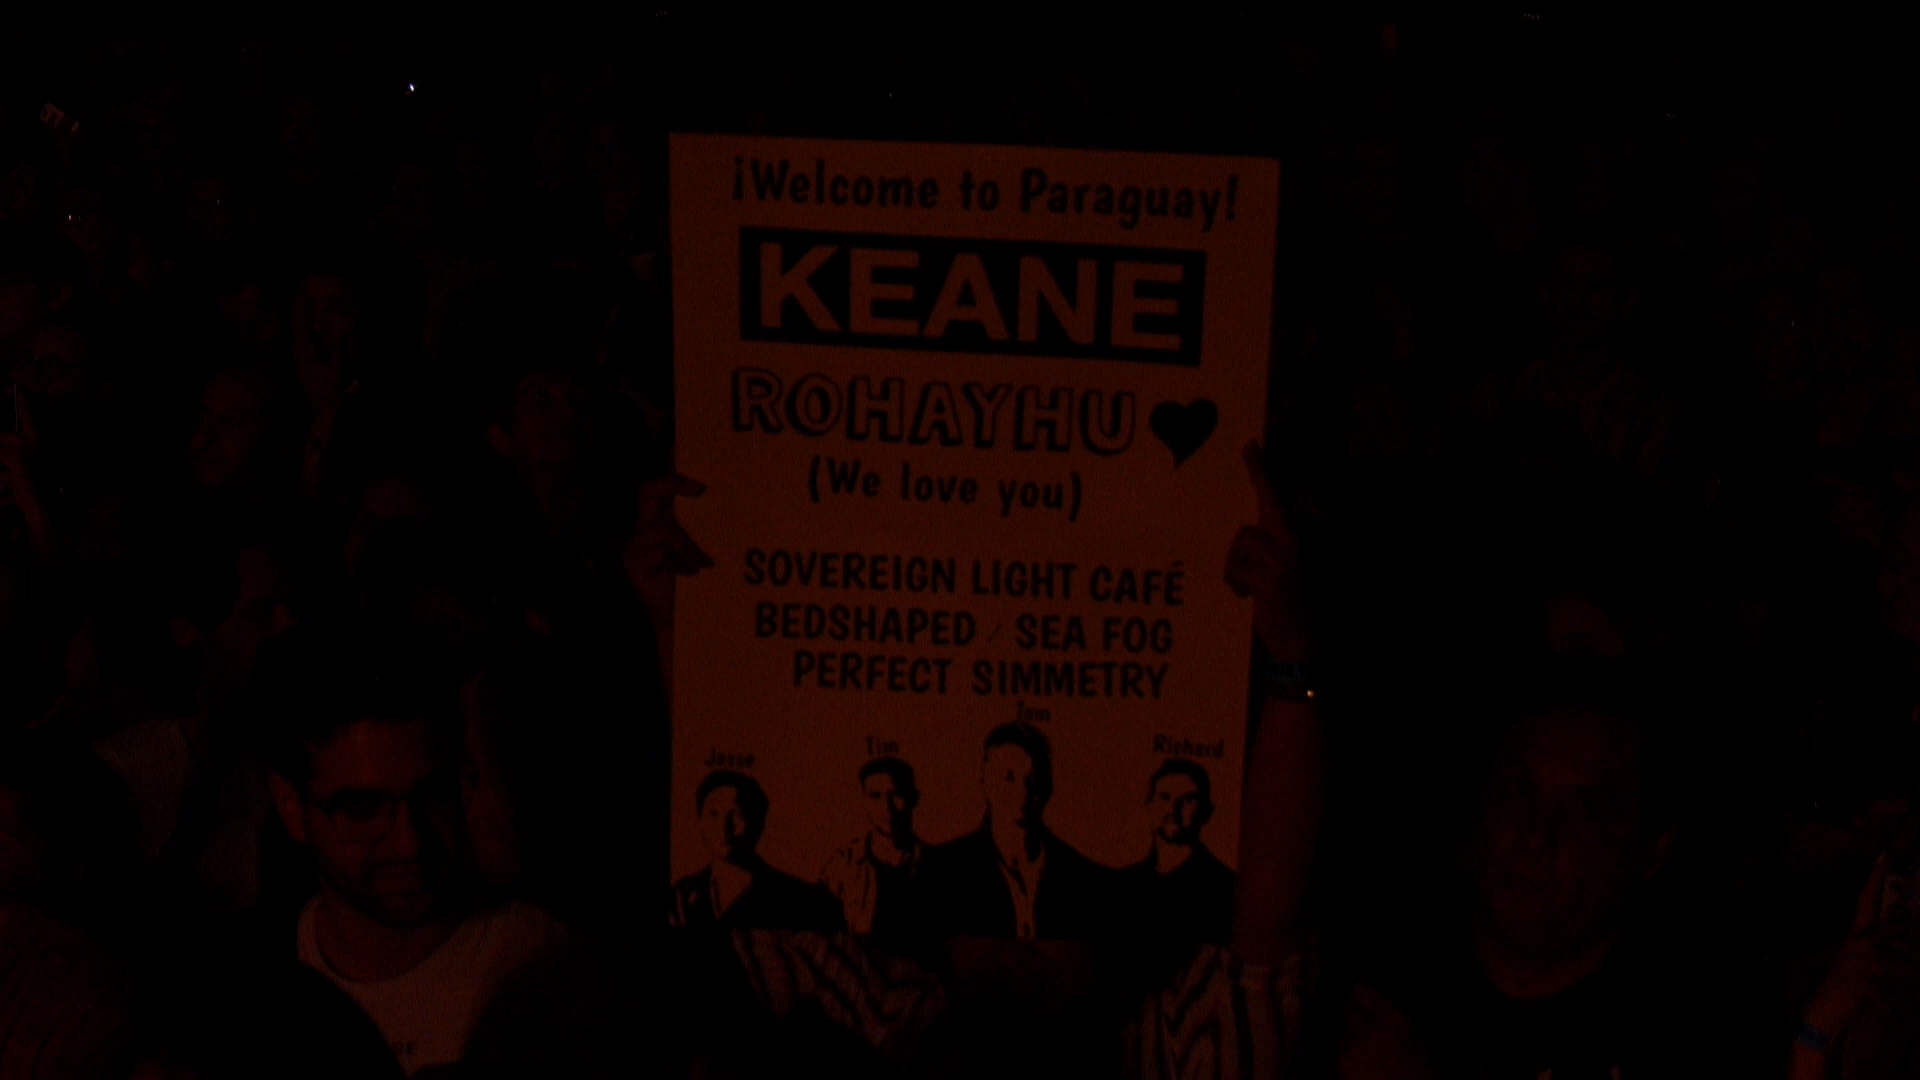 ¡Welcome to Paraguay!
KEANE
ROHAYHU
(We love you)
SOVEREIGN LIGHT CAFÉ
BEDSHAPED / SEA FOG
PERFECT SIMMETRY
Tom
Jesse Tim Richard